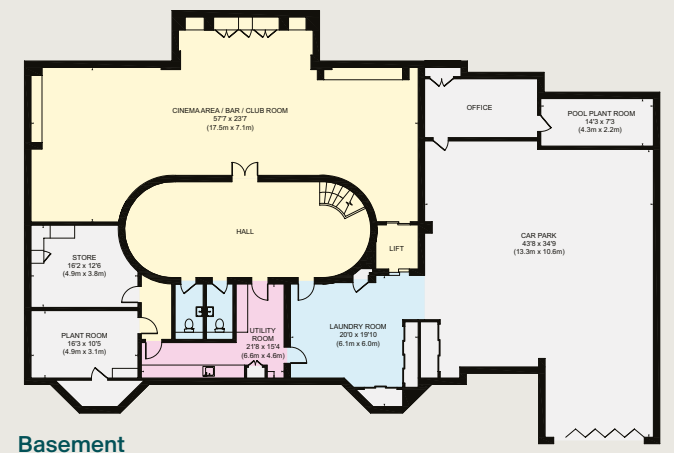 CINEMA AREA / BAR / CLUB ROOM
57'7 x 23'7
(17.5m x 7.1m)
OFFICE
POOL PLANT ROOM
14'3 x 7'3
(4.3m x 2.2m)
HALL
LIFT
CAR PARK
43'8 x 34'9
(13.3m x 10.6m)
STORE
16'2 x 12'6
(4.9m x 3.8m)
PLANT ROOM
16'3 x 10'5
(4.9m x 3.1m)
UTILITY
ROOM
21'8 x 15'4
(6.6m x 4.6m)
LAUNDRY ROOM
20'0 x 19'10
(6.1m x 6.0m)
Basement